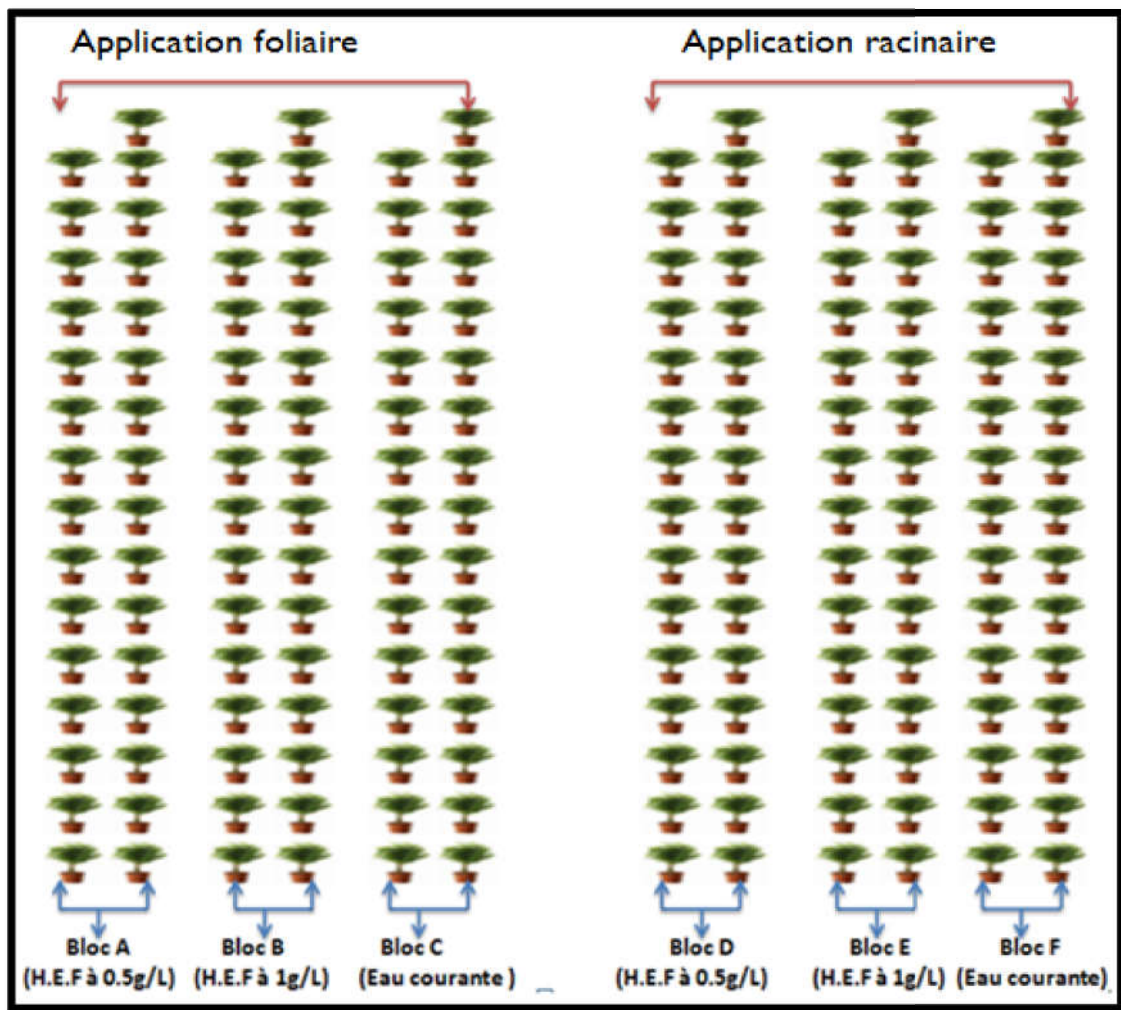 Application foliaire
Application racinaire
Bloc A
(H.E.F à 0.5g/L)
Bloc B
(H.E.F à 1g/L)
Bloc C
(Eau courante )
Bloc D
(H.E.F à 0.5g/L)
Bloc E
(H.E.F à 1g/L)
Bloc F
(Eau courante)